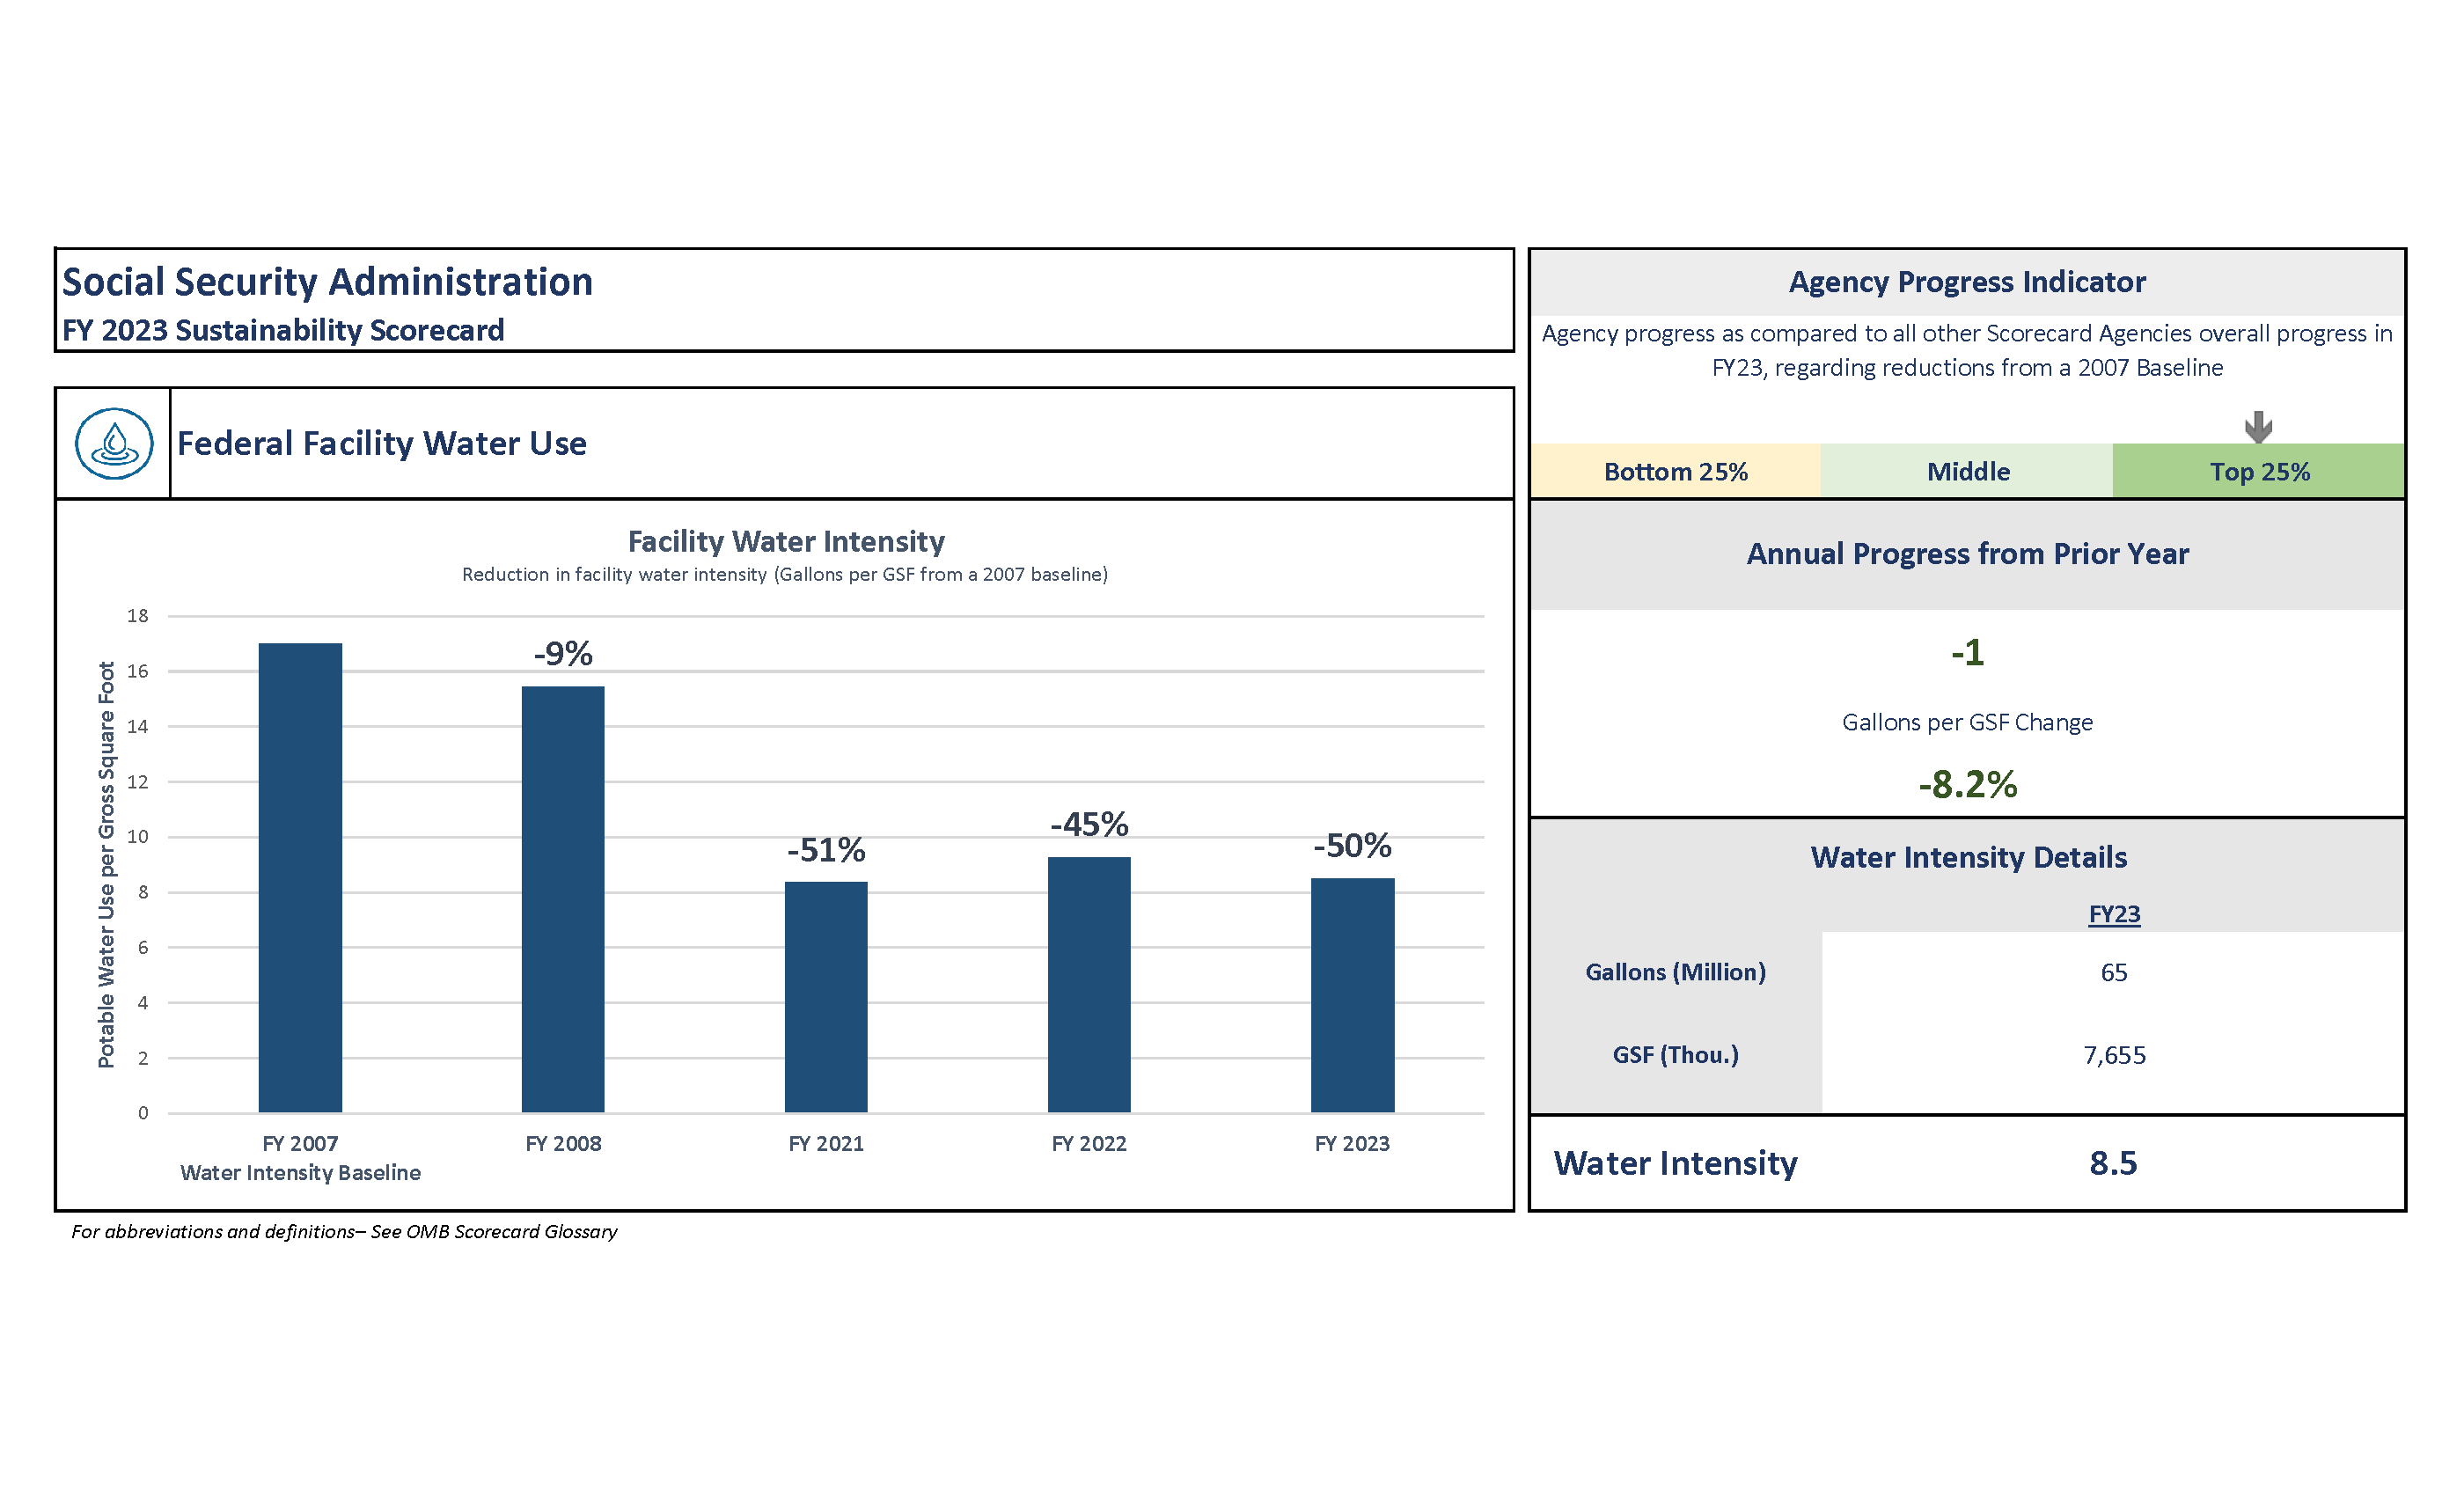 Social Security Administration
FY 2023 Sustainability Scorecard
Federal Facility Water Use
Facility Water Intensity
Reduction in facility water intensity (Gallons per GSF from a 2007 baseline)
Potable Water Use per Gross Square Foot
18
16
14
12
10
8
6
4
2
0
-9%
-51%
-45%
-50%
FY 2007
Water Intensity Baseline
FY 2008
FY 2021
FY 2022
FY 2023
For abbreviations and definitions– See OMB Scorecard Glossary
Agency Progress Indicator
Agency progress as compared to all other Scorecard Agencies overall progress in
FY23, regarding reductions from a 2007 Baseline
Bottom 25%
Middle
Top 25%
Annual Progress from Prior Year
-1
Gallons per GSF Change
-8.2%
Water Intensity Details
FY23
Gallons (Million)
65
GSF (Thou.)
7,655
Water Intensity
8.5